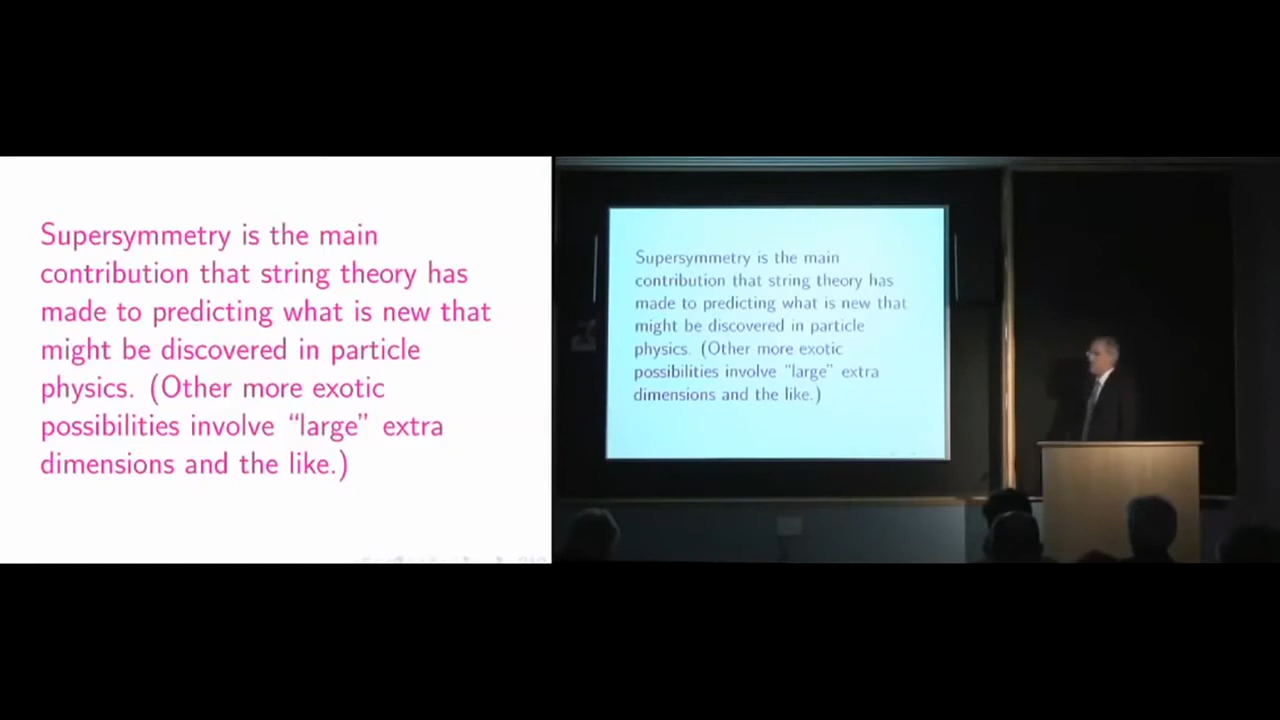 Supersymmetry is the main
contribution that string theory has
made to predicting what is new that
might be discovered in particle
physics. (Other more exotic
possibilities involve “large” extra
dimensions and the like.)
Supersymmetry is the main
contribution that string theory has
made to predicting what is new that
might be discovered in particle
physics. (Other more exotic
possibilities involve “large” extra
dimensions and the like.)